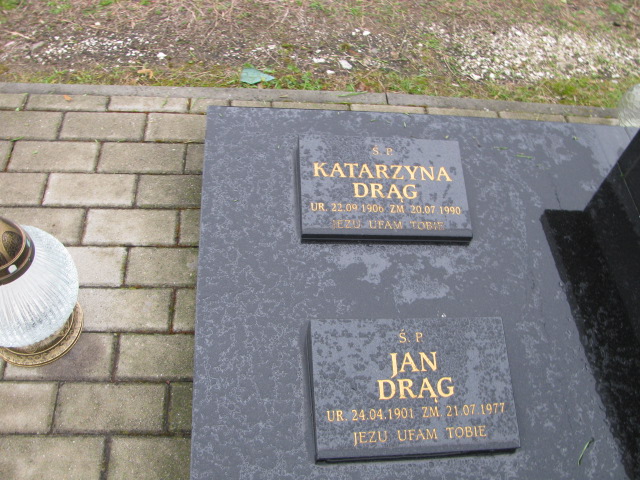 Ś. P.
KATARZYNA
DRĄG
UR. 22.09.1906 ZM. 20.07.1990
JEZU UFAM TOBIE
Ś. P.
JAN
DRĄG
UR. 24.04.1901 ZM. 21.07.1977
JEZU UFAM TOBIE